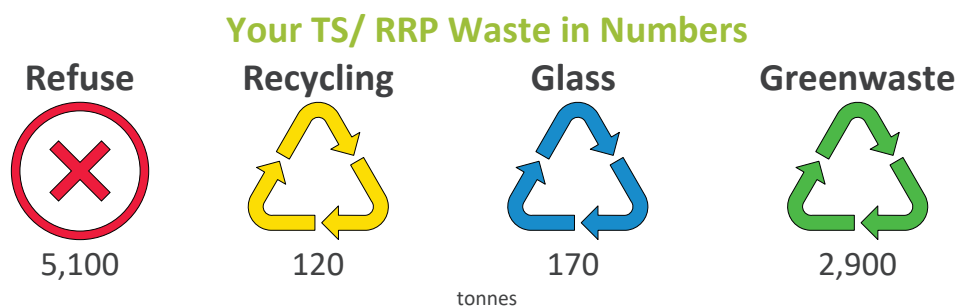 Your TS/ RRP Waste in Numbers
Refuse Recycling Glass Greenwaste
5,100 120 170 2,900
tonnes